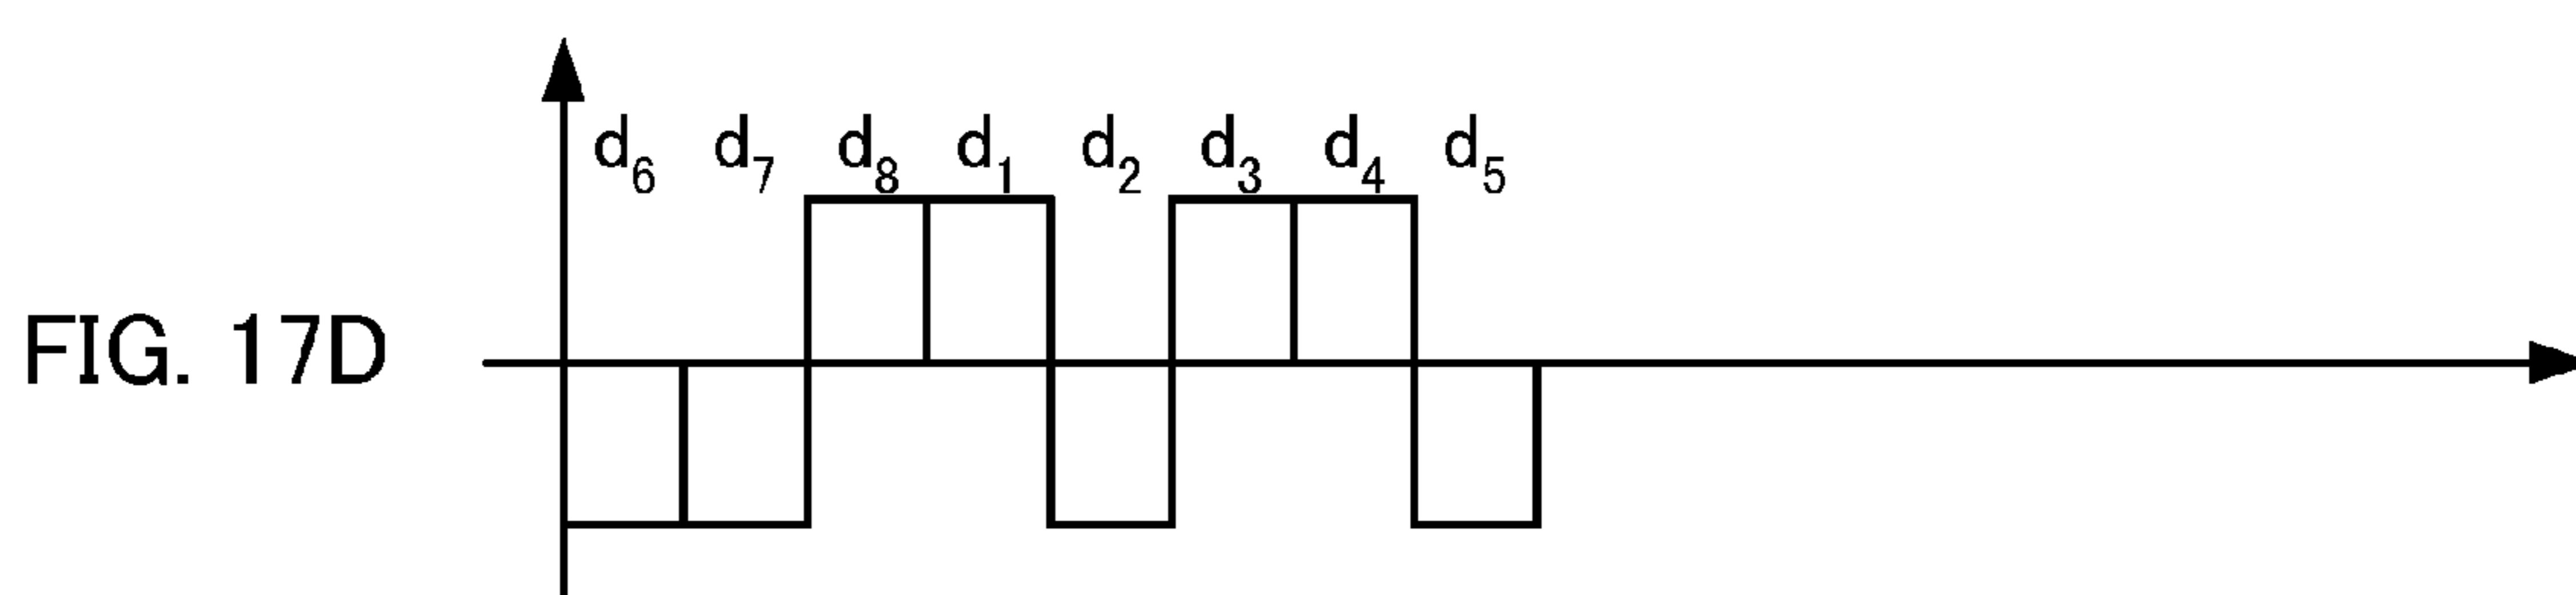 d₆ d₇ d₈ d₁ d₂ d₃ d₄ d₅
FIG. 17D